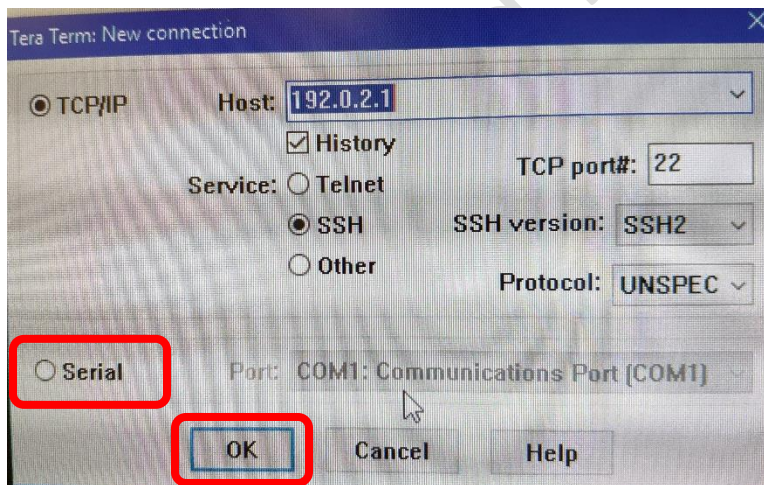 Tera Term: New connection
TCP/IP Host: 192.0.2.1
History
Service: Telnet TCP port#: 22
SSH SSH version: SSH2
Other Protocol: UNSPEC
Serial Port: COM1: Communications Port (COM1)
OK Cancel Help